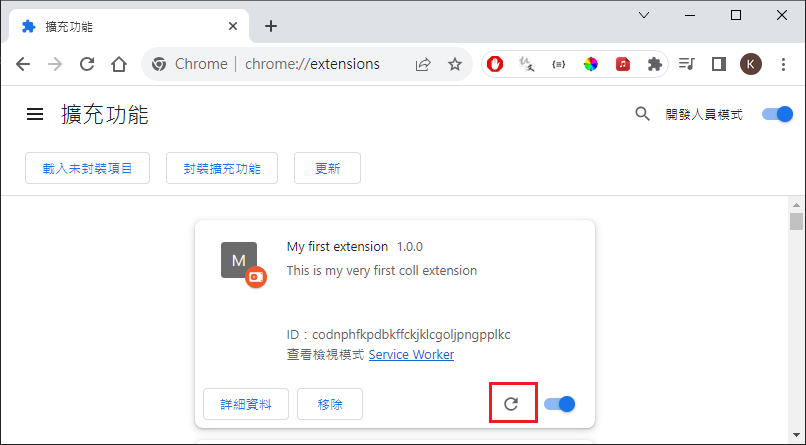 擴充功能
Chrome | chrome://extensions
K
擴充功能
開發人員模式
載入未封裝項目
封裝擴充功能
更新
M
My first extension 1.0.0
This is my very first coll extension
ID：codnphfkpdbkffckjklcgoljpngpplkc
查看檢視模式 Service Worker
詳細資料
移除